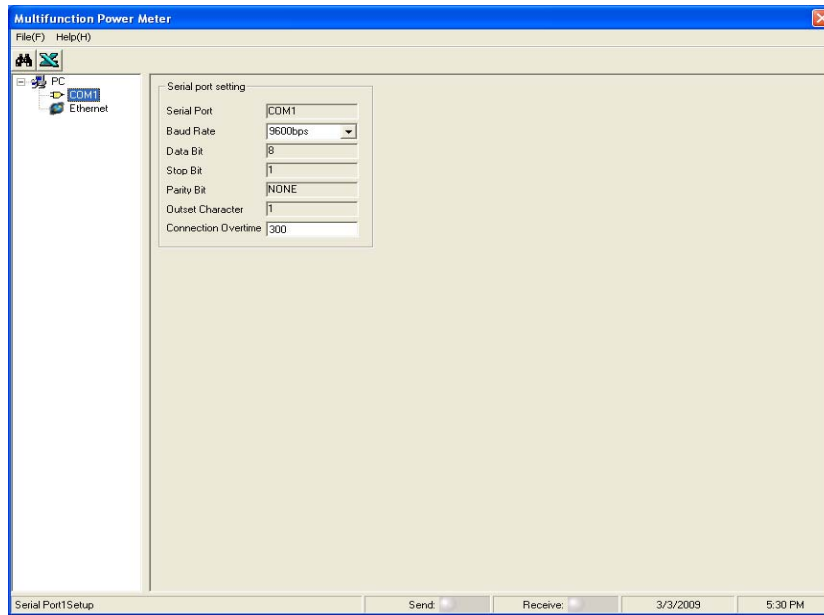 Multifunction Power Meter
File(F) Help(H)
PC
COM1
Ethernet
Serial port setting
Serial Port COM1
Baud Rate 9600bps
Data Bit 8
Stop Bit 1
Parity Bit NONE
Outset Character 1
Connection Overtime 300
Serial Port1Setup Send: Receive: 3/3/2009 5:30 PM